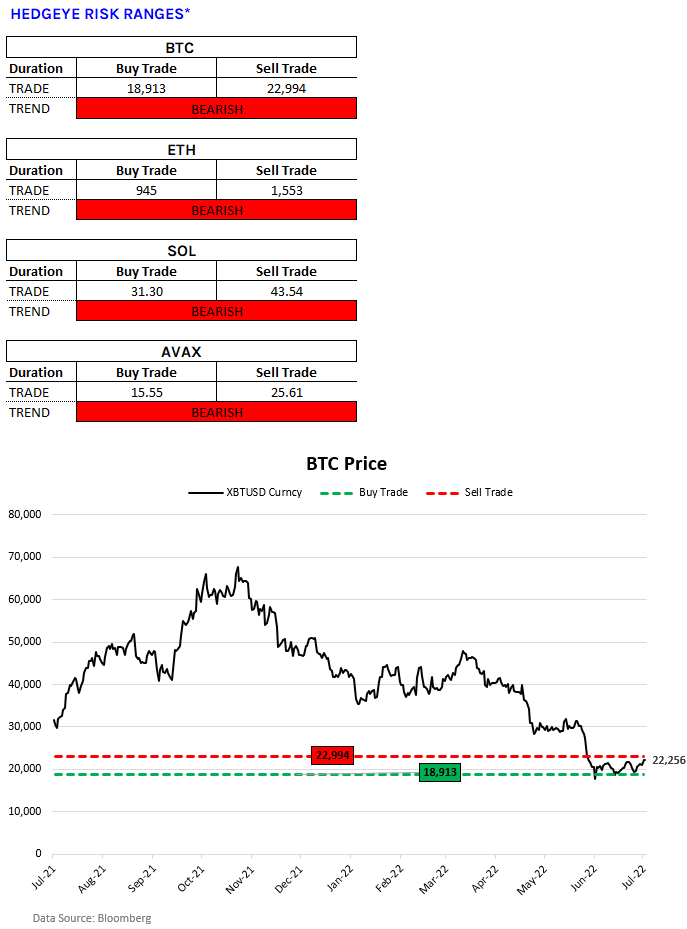 HEDGEYE RISK RANGES*
BTC
Duration Buy Trade Sell Trade
TRADE 18,913 22,994
TREND BEARISH
ETH
Duration Buy Trade Sell Trade
TRADE 945 1,553
TREND BEARISH
SOL
Duration Buy Trade Sell Trade
TRADE 31.30 43.54
TREND BEARISH
AVAX
Duration Buy Trade Sell Trade
TRADE 15.55 25.61
TREND BEARISH
BTC Price
XBTUSD Curncy Buy Trade Sell Trade
80,000
70,000
60,000
50,000
40,000
30,000
22,994
22,256
20,000
18,913
10,000
0
Jul-21 Aug-21 Sep-21 Oct-21 Nov-21 Dec-21 Jan-22 Feb-22 Mar-22 Apr-22 May-22 Jun-22 Jul-22
Data Source: Bloomberg